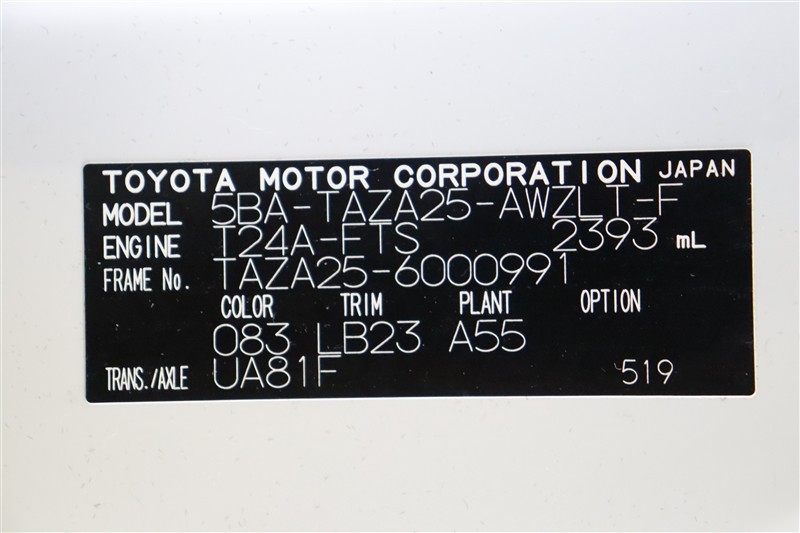 TOYOTA MOTOR CORPORATION JAPAN
MODEL 5BA-TAZA25-AWZLT-F
ENGINE T24A-FTS 2393 mL
FRAME No. TAZA25-6000991
COLOR TRIM PLANT OPTION
083 LB23 A55
TRANS./AXLE UA81F 519